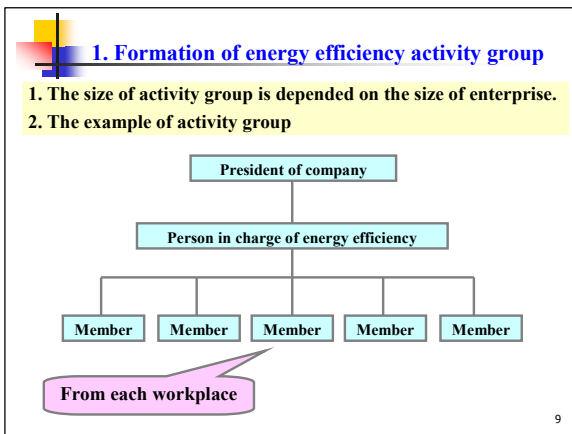 1. Formation of energy efficiency activity group
1. The size of activity group is depended on the size of enterprise.
2. The example of activity group
President of company
Person in charge of energy efficiency
Member Member Member Member Member
From each workplace
9